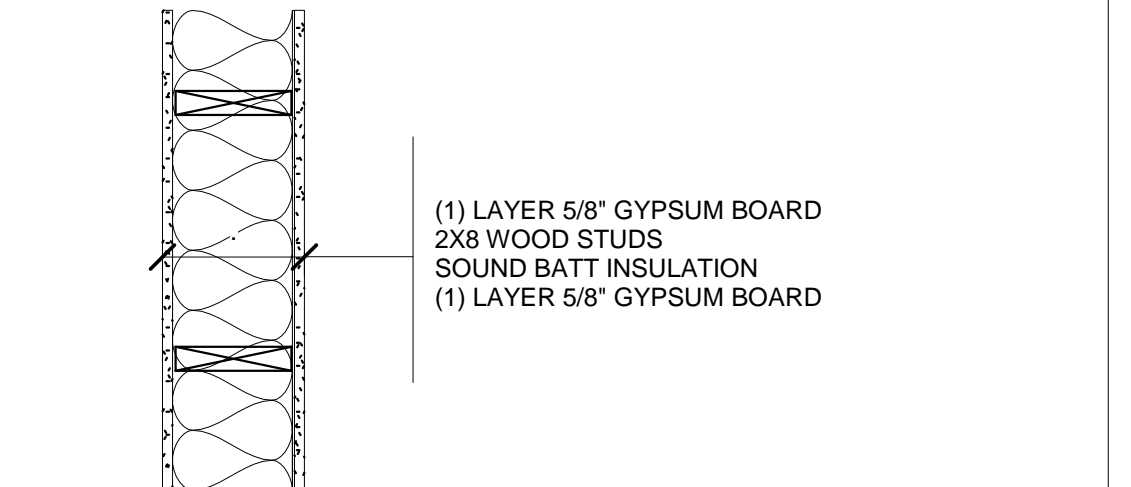 (1) LAYER 5/8" GYPSUM BOARD
2X8 WOOD STUDS
SOUND BATT INSULATION
(1) LAYER 5/8" GYPSUM BOARD